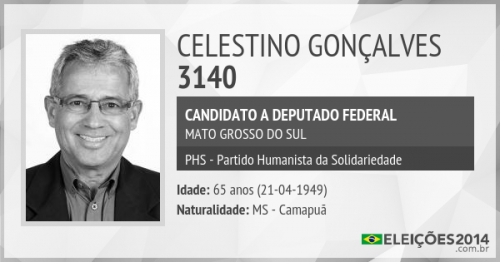 CELESTINO GONÇALVES
3140
CANDIDATO A DEPUTADO FEDERAL
MATO GROSSO DO SUL
PHS - Partido Humanista da Solidariedade
Idade: 65 anos (21-04-1949)
Naturalidade: MS - Camapuã
ELEIÇÕES2014
.com.br